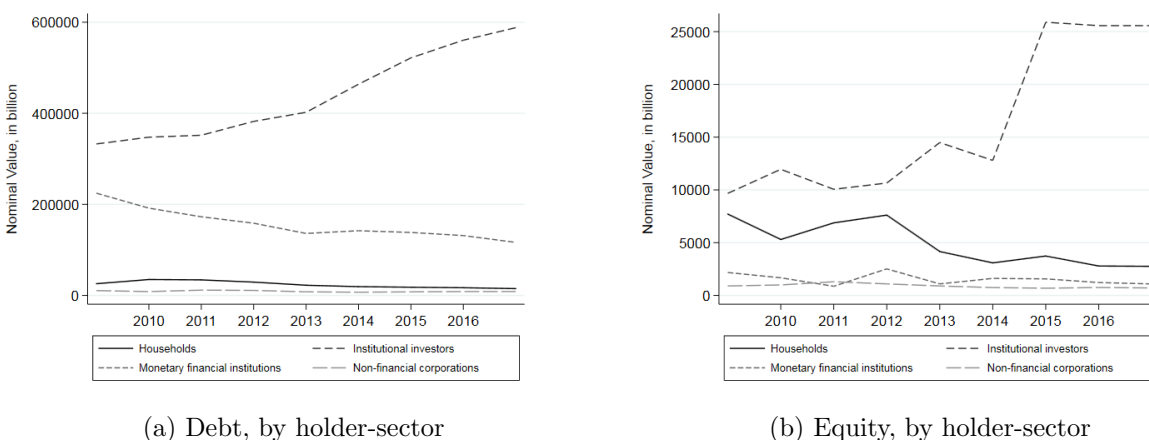 Nominal Value, in billion
600000
400000
200000
0
2010 2011 2012 2013 2014 2015 2016
Households Institutional investors
Monetary financial institutions Non-financial corporations
(a) Debt, by holder-sector
Nominal Value, in billion
25000
20000
15000
10000
5000
0
2010 2011 2012 2013 2014 2015 2016
Households Institutional investors
Monetary financial institutions Non-financial corporations
(b) Equity, by holder-sector